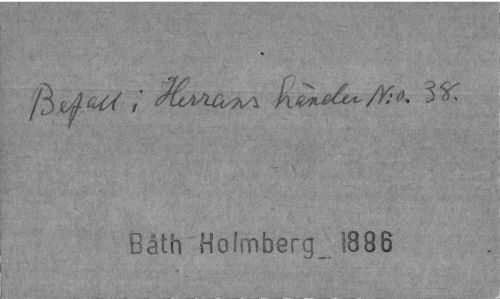 Befall i Herrans händer N:o. 38.
Båth Holmberg_ 1886